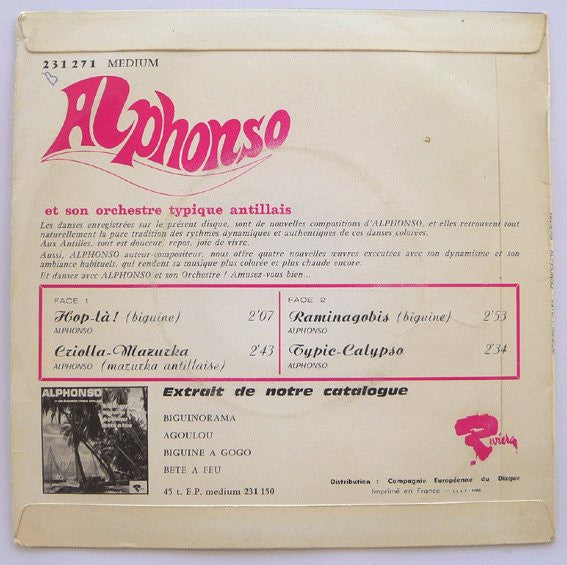 231 271 MEDIUM
B
Alphonso
et son orchestre typique antillais
Les danses enregistrées sur le présent disque, sont de nouvelles compositions d'ALPHONSO, et elles retrouvent tout
naturellement la pure tradition des rythmes dynamiques et authentiques de ces danses colorées.
Aux Antilles, tout est douceur, repos, joie de vivre.
Aussi, ALPHONSO auteur-compositeur, nous offre quatre nouvelles œuvres exécutées avec son dynamisme et son
ambiance habituels, qui rendent sa musique plus colorée et plus chaude encore.
Et dansez avec ALPHONSO et son Orchestre ! Amusez-vous bien...
FACE 1
Hop-là! (biguine) 2'07
ALPHONSO
Criolla-Mazurka 2'43
ALPHONSO (mazurka antillaise)
FACE 2
Raminagobis (biguine) 2'53
ALPHONSO
Typic-Calypso 2'34
ALPHONSO
ALPHONSO
Extrait de notre catalogue
BIGUINORAMA
AGOULOU
BIGUINE A GOGO
BETE A FEU
45 t. E.P. medium 231 150
Riviera
Distribution : Compagnie Européenne du Disque
Imprimé en France